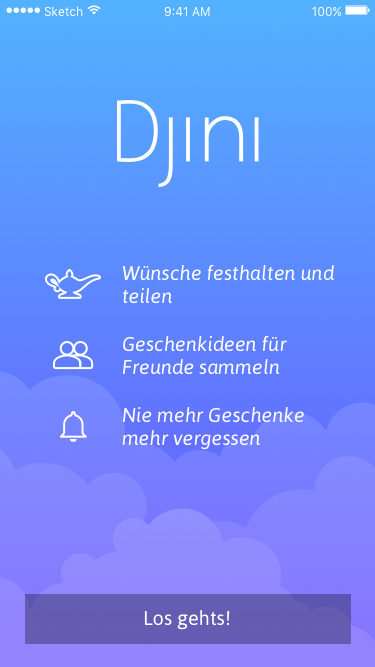 Sketch 9:41 AM 100%
Djini
Wünsche festhalten und
teilen
Geschenkideen für
Freunde sammeln
Nie mehr Geschenke
mehr vergessen
Los gehts!